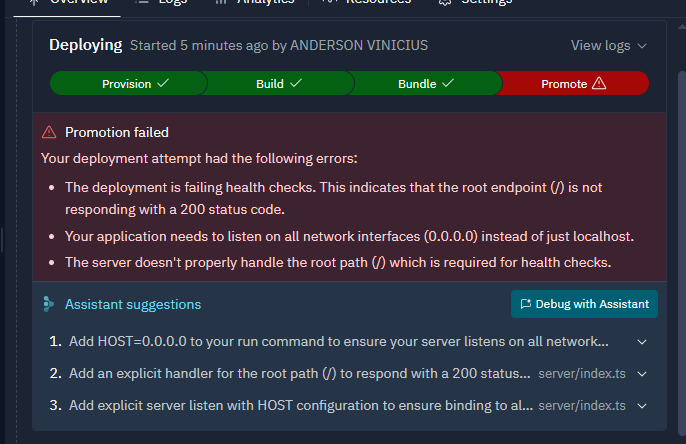 Overview Logs Analytics Resources Settings
Deploying Started 5 minutes ago by ANDERSON VINICIUS View logs
Provision Build Bundle Promote
Promotion failed
Your deployment attempt had the following errors:
• The deployment is failing health checks. This indicates that the root endpoint (/) is not
responding with a 200 status code.
• Your application needs to listen on all network interfaces (0.0.0.0) instead of just localhost.
• The server doesn't properly handle the root path (/) which is required for health checks.
Assistant suggestions Debug with Assistant
1. Add HOST=0.0.0.0 to your run command to ensure your server listens on all network...
2. Add an explicit handler for the root path (/) to respond with a 200 status... server/index.ts
3. Add explicit server listen with HOST configuration to ensure binding to al... server/index.ts